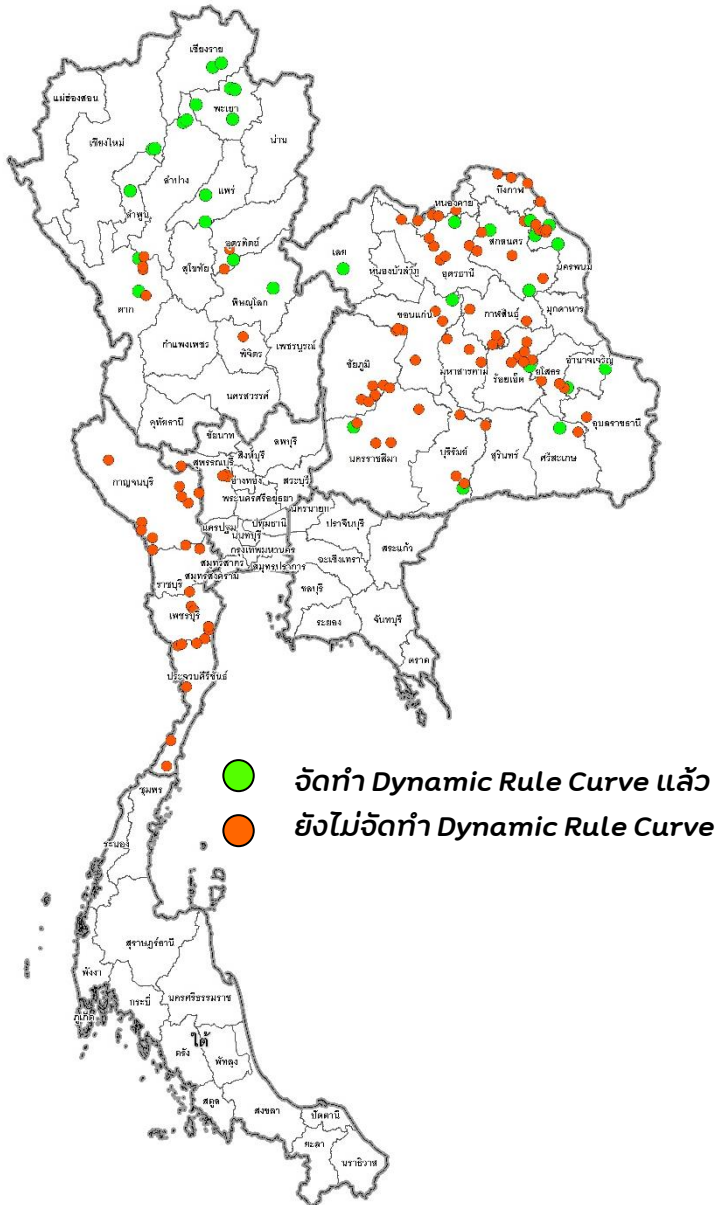 เชียงราย
แม่ฮ่องสอน
พะเยา
เชียงใหม่
น่าน
ลำปาง
แพร่
ลำพูน
บึงกาฬ
หนองคาย
อุตรดิตถ์
เลย
สกลนคร
สุโขทัย
หนองบัวลำภู
อุดรธานี
นครพนม
ตาก
พิษณุโลก
ขอนแก่น
กาฬสินธุ์
มุกดาหาร
กำแพงเพชร
พิจิตร
เพชรบูรณ์
ชัยภูมิ
มหาสารคาม
ร้อยเอ็ด
ยโสธร
อำนาจเจริญ
นครสวรรค์
อุทัยธานี
อุบลราชธานี
ชัยนาท
ลพบุรี
นครราชสีมา
บุรีรัมย์
สุรินทร์
ศรีสะเกษ
กาญจนบุรี
สุพรรณบุรี
สิงห์บุรี
อ่างทอง
สระบุรี
พระนครศรีอยุธยา
นครนายก
ปราจีนบุรี
นครปฐม
ปทุมธานี
นนทบุรี
สระแก้ว
กรุงเทพมหานคร
ฉะเชิงเทรา
สมุทรสาคร
สมุทรปราการ
สมุทรสงคราม
ราชบุรี
ชลบุรี
เพชรบุรี
ระยอง
จันทบุรี
ตราด
ประจวบคีรีขันธ์
จัดทำ Dynamic Rule Curve แล้ว
ชุมพร
ยังไม่จัดทำ Dynamic Rule Curve
ระนอง
สุราษฎร์ธานี
พังงา
กระบี่
นครศรีธรรมราช
ภูเก็ต
ใต้
ตรัง
พัทลุง
สตูล
สงขลา
ปัตตานี
ยะลา
นราธิวาส